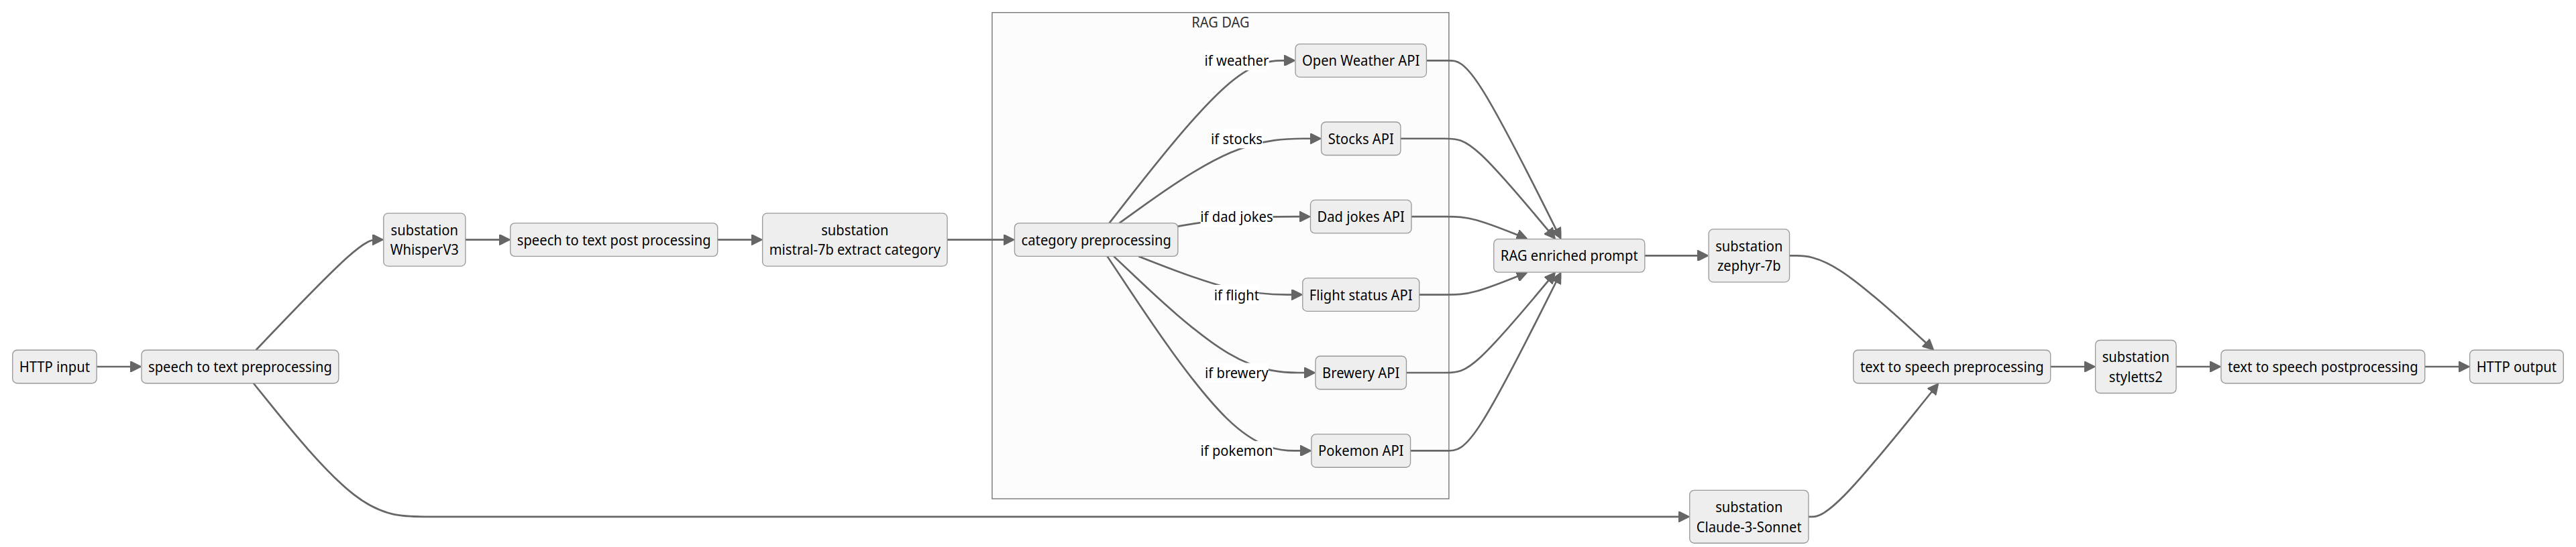 RAG DAG
HTTP input
speech to text preprocessing
substation
WhisperV3
speech to text post processing
substation
mistral-7b extract category
category preprocessing
if weather
Open Weather API
if stocks
Stocks API
if dad jokes
Dad jokes API
if flight
Flight status API
if brewery
Brewery API
if pokemon
Pokemon API
RAG enriched prompt
substation
zephyr-7b
substation
Claude-3-Sonnet
text to speech preprocessing
substation
styletts2
text to speech postprocessing
HTTP output